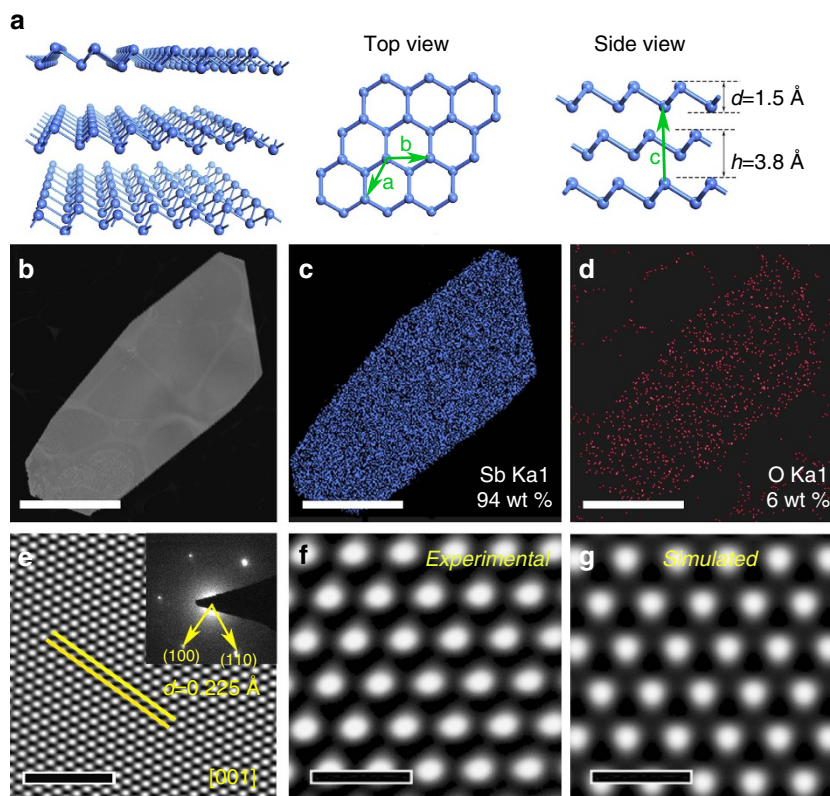 a
Top view
Side view
b
a
c
d=1.5 Å
h=3.8 Å
b
c
Sb Ka1
94 wt %
d
O Ka1
6 wt %
e
(100)
(110)
d=0.225 Å
[001]
f
Experimental
g
Simulated